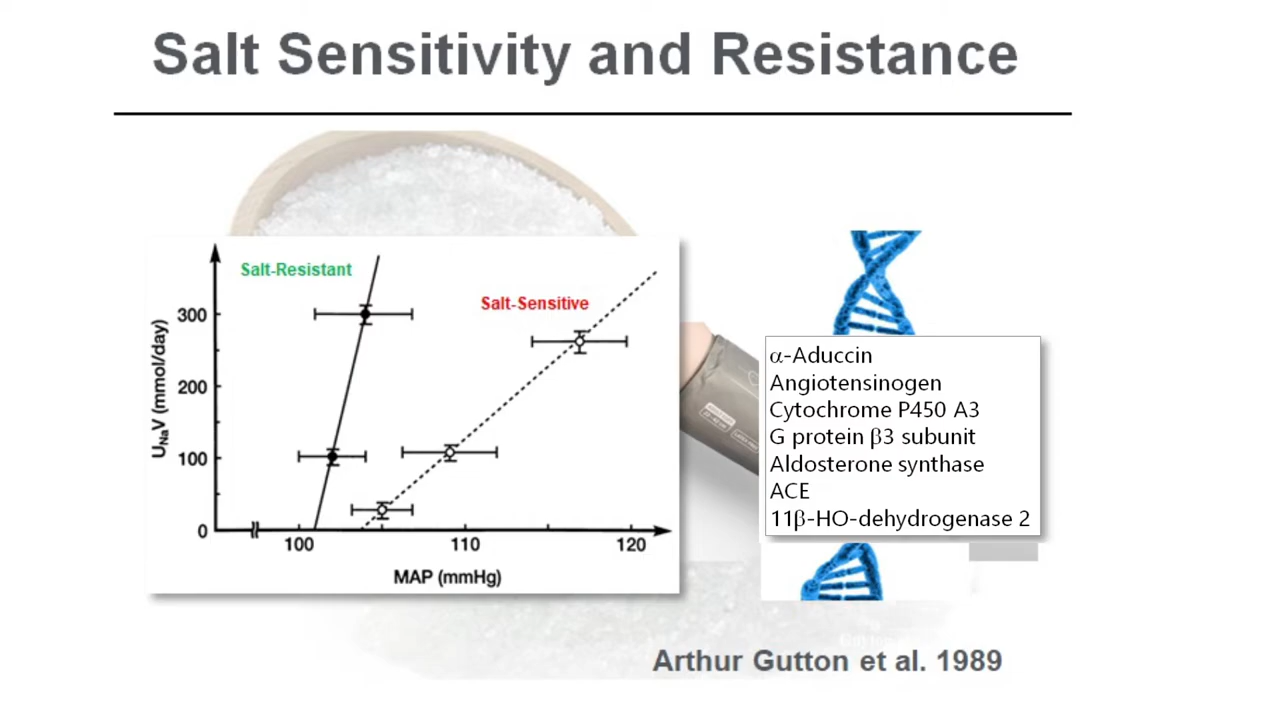 Salt Sensitivity and Resistance
Salt-Resistant
Salt-Sensitive
300
200
100
0
U_NaV (mmol/day)
100 110 120
MAP (mmHg)
α-Aduccin
Angiotensinogen
Cytochrome P450 A3
G protein β3 subunit
Aldosterone synthase
ACE
11β-HO-dehydrogenase 2
Arthur Gutton et al. 1989